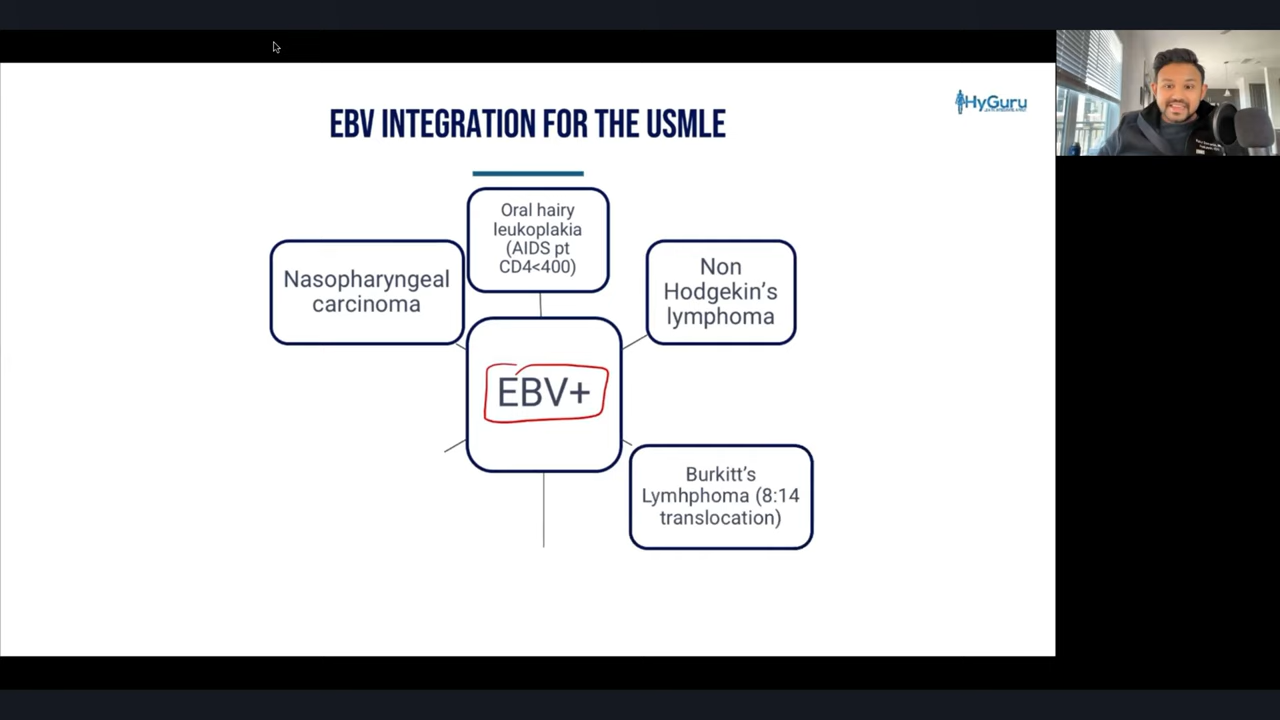 HyGuru
EBV INTEGRATION FOR THE USMLE
Oral hairy
leukoplakia
(AIDS pt
CD4<400)
Nasopharyngeal
carcinoma
Non
Hodgekin's
lymphoma
EBV+
Burkitt's
Lymhphoma (8:14
translocation)